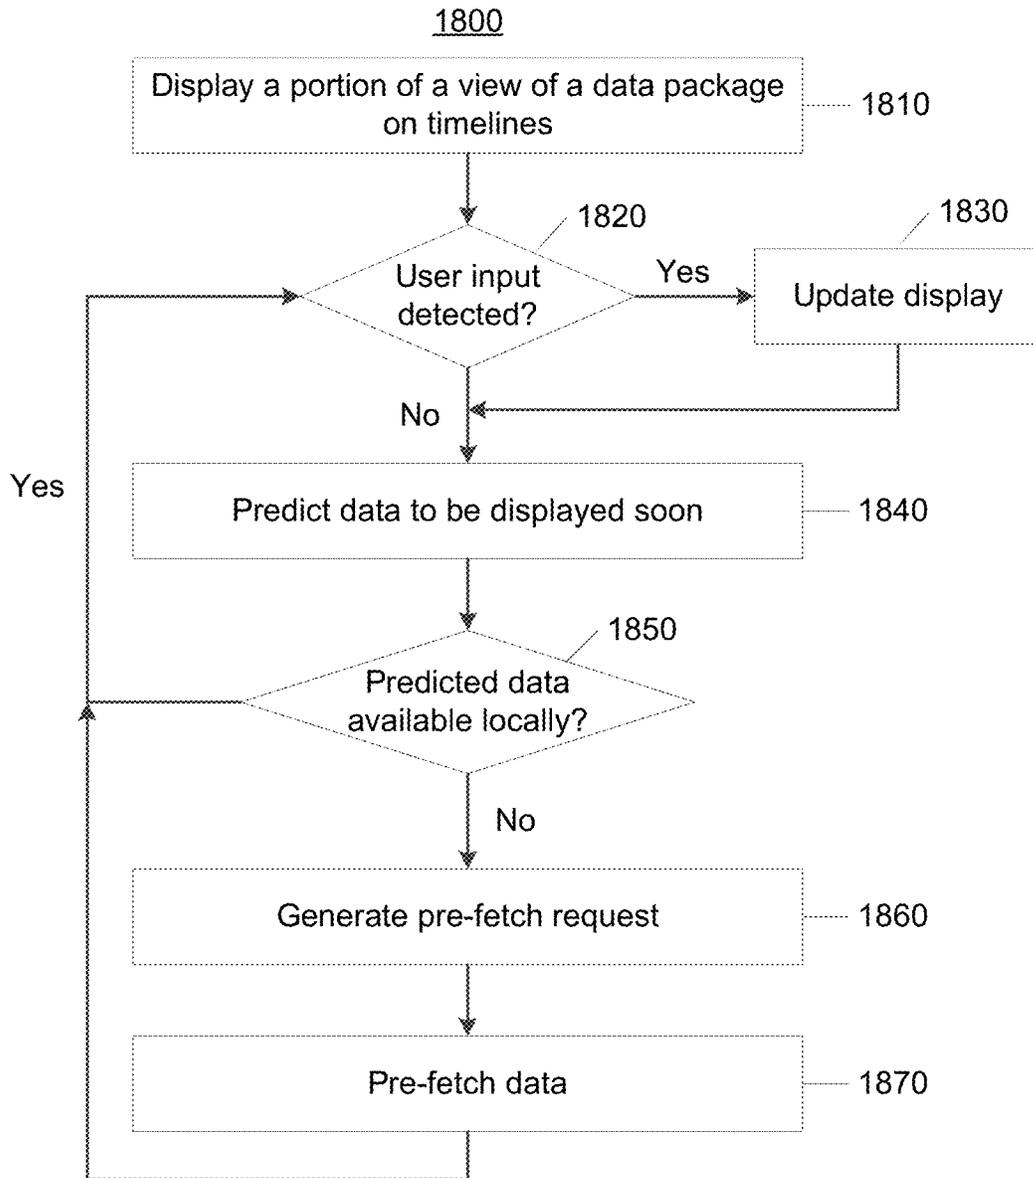 1800
Display a portion of a view of a data package
on timelines
1810
1820
1830
User input
detected?
Yes
Update display
No
Yes
Predict data to be displayed soon
1840
1850
Predicted data
available locally?
No
Generate pre-fetch request
1860
Pre-fetch data
1870